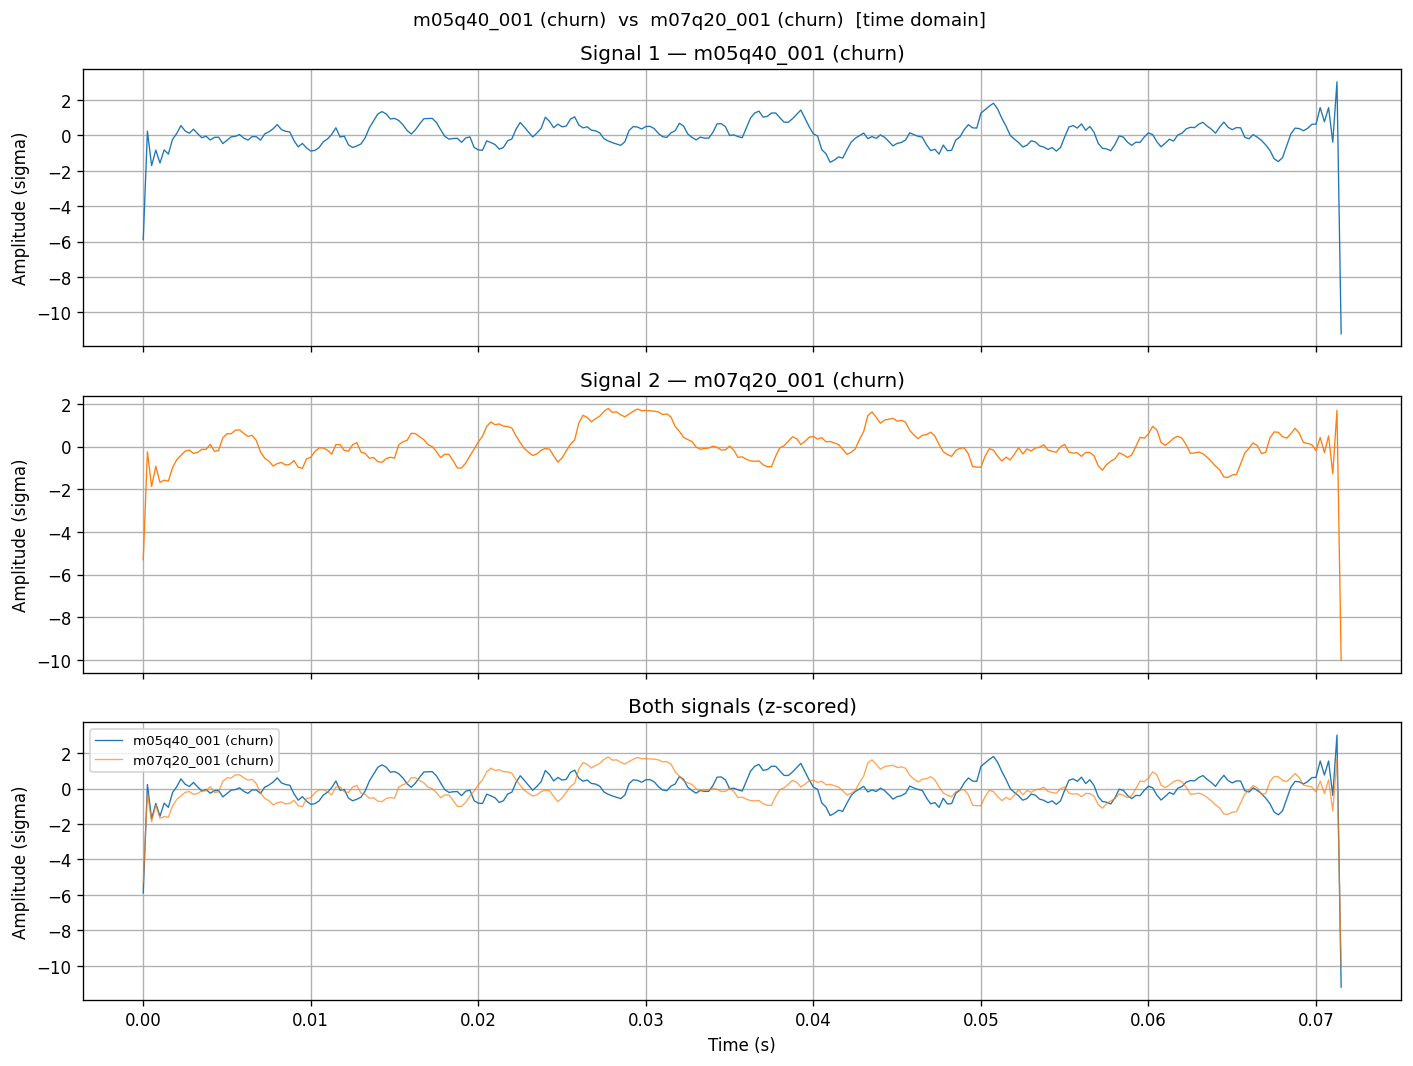 m05q40_001 (churn)  vs  m07q20_001 (churn)  [time domain]
Signal 1 — m05q40_001 (churn)
Amplitude (sigma)
2
0
−2
−4
−6
−8
−10
Signal 2 — m07q20_001 (churn)
Amplitude (sigma)
2
0
−2
−4
−6
−8
−10
Both signals (z-scored)
m05q40_001 (churn)
m07q20_001 (churn)
Amplitude (sigma)
2
0
−2
−4
−6
−8
−10
0.00 0.01 0.02 0.03 0.04 0.05 0.06 0.07
Time (s)